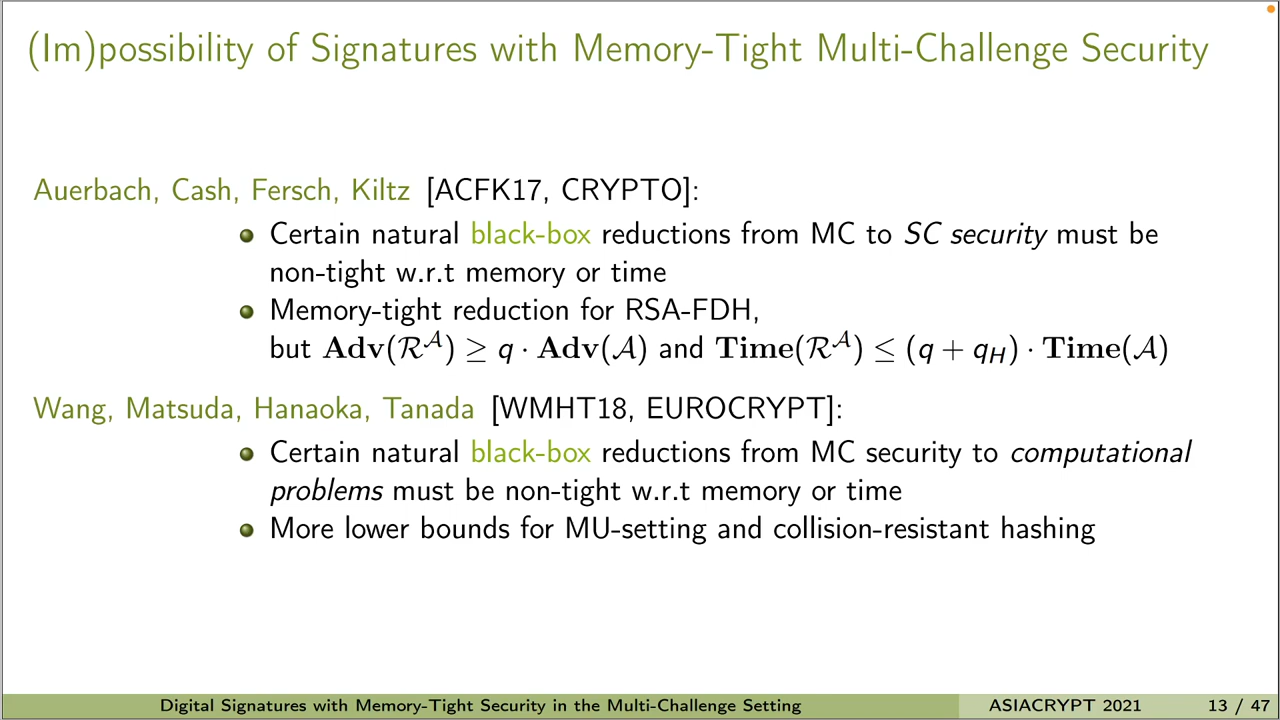 (Im)possibility of Signatures with Memory-Tight Multi-Challenge Security
Auerbach, Cash, Fersch, Kiltz [ACFK17, CRYPTO]:
Certain natural black-box reductions from MC to SC security must be
non-tight w.r.t memory or time
Memory-tight reduction for RSA-FDH,
but Adv(ℛ^𝒜) ≥ q · Adv(𝒜) and Time(ℛ^𝒜) ≤ (q + q_H) · Time(𝒜)
Wang, Matsuda, Hanaoka, Tanada [WMHT18, EUROCRYPT]:
Certain natural black-box reductions from MC security to computational
problems must be non-tight w.r.t memory or time
More lower bounds for MU-setting and collision-resistant hashing
Digital Signatures with Memory-Tight Security in the Multi-Challenge Setting ASIACRYPT 2021 13 / 47